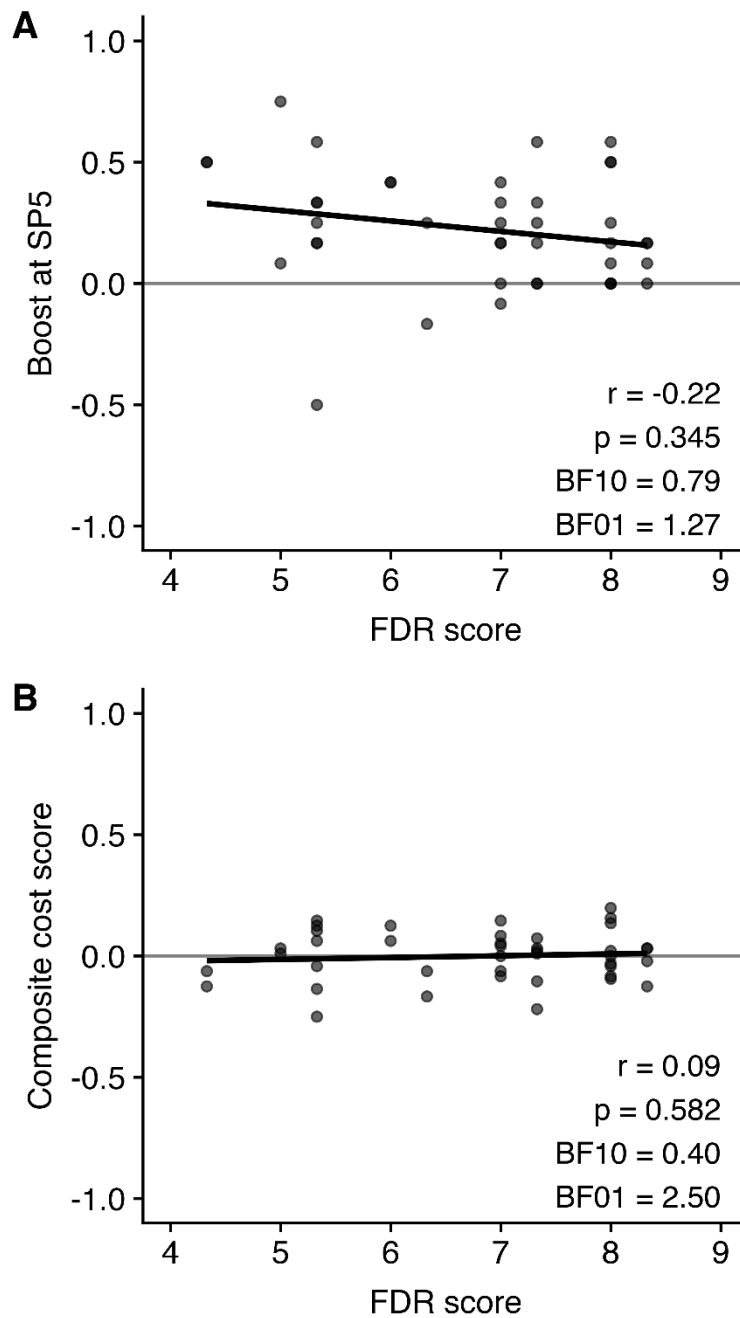 A
1.0
0.5
0.0
-0.5
-1.0
Boost at SP5
r = -0.22
p = 0.345
BF10 = 0.79
BF01 = 1.27
4 5 6 7 8 9
FDR score
B
1.0
0.5
0.0
-0.5
-1.0
Composite cost score
r = 0.09
p = 0.582
BF10 = 0.40
BF01 = 2.50
4 5 6 7 8 9
FDR score